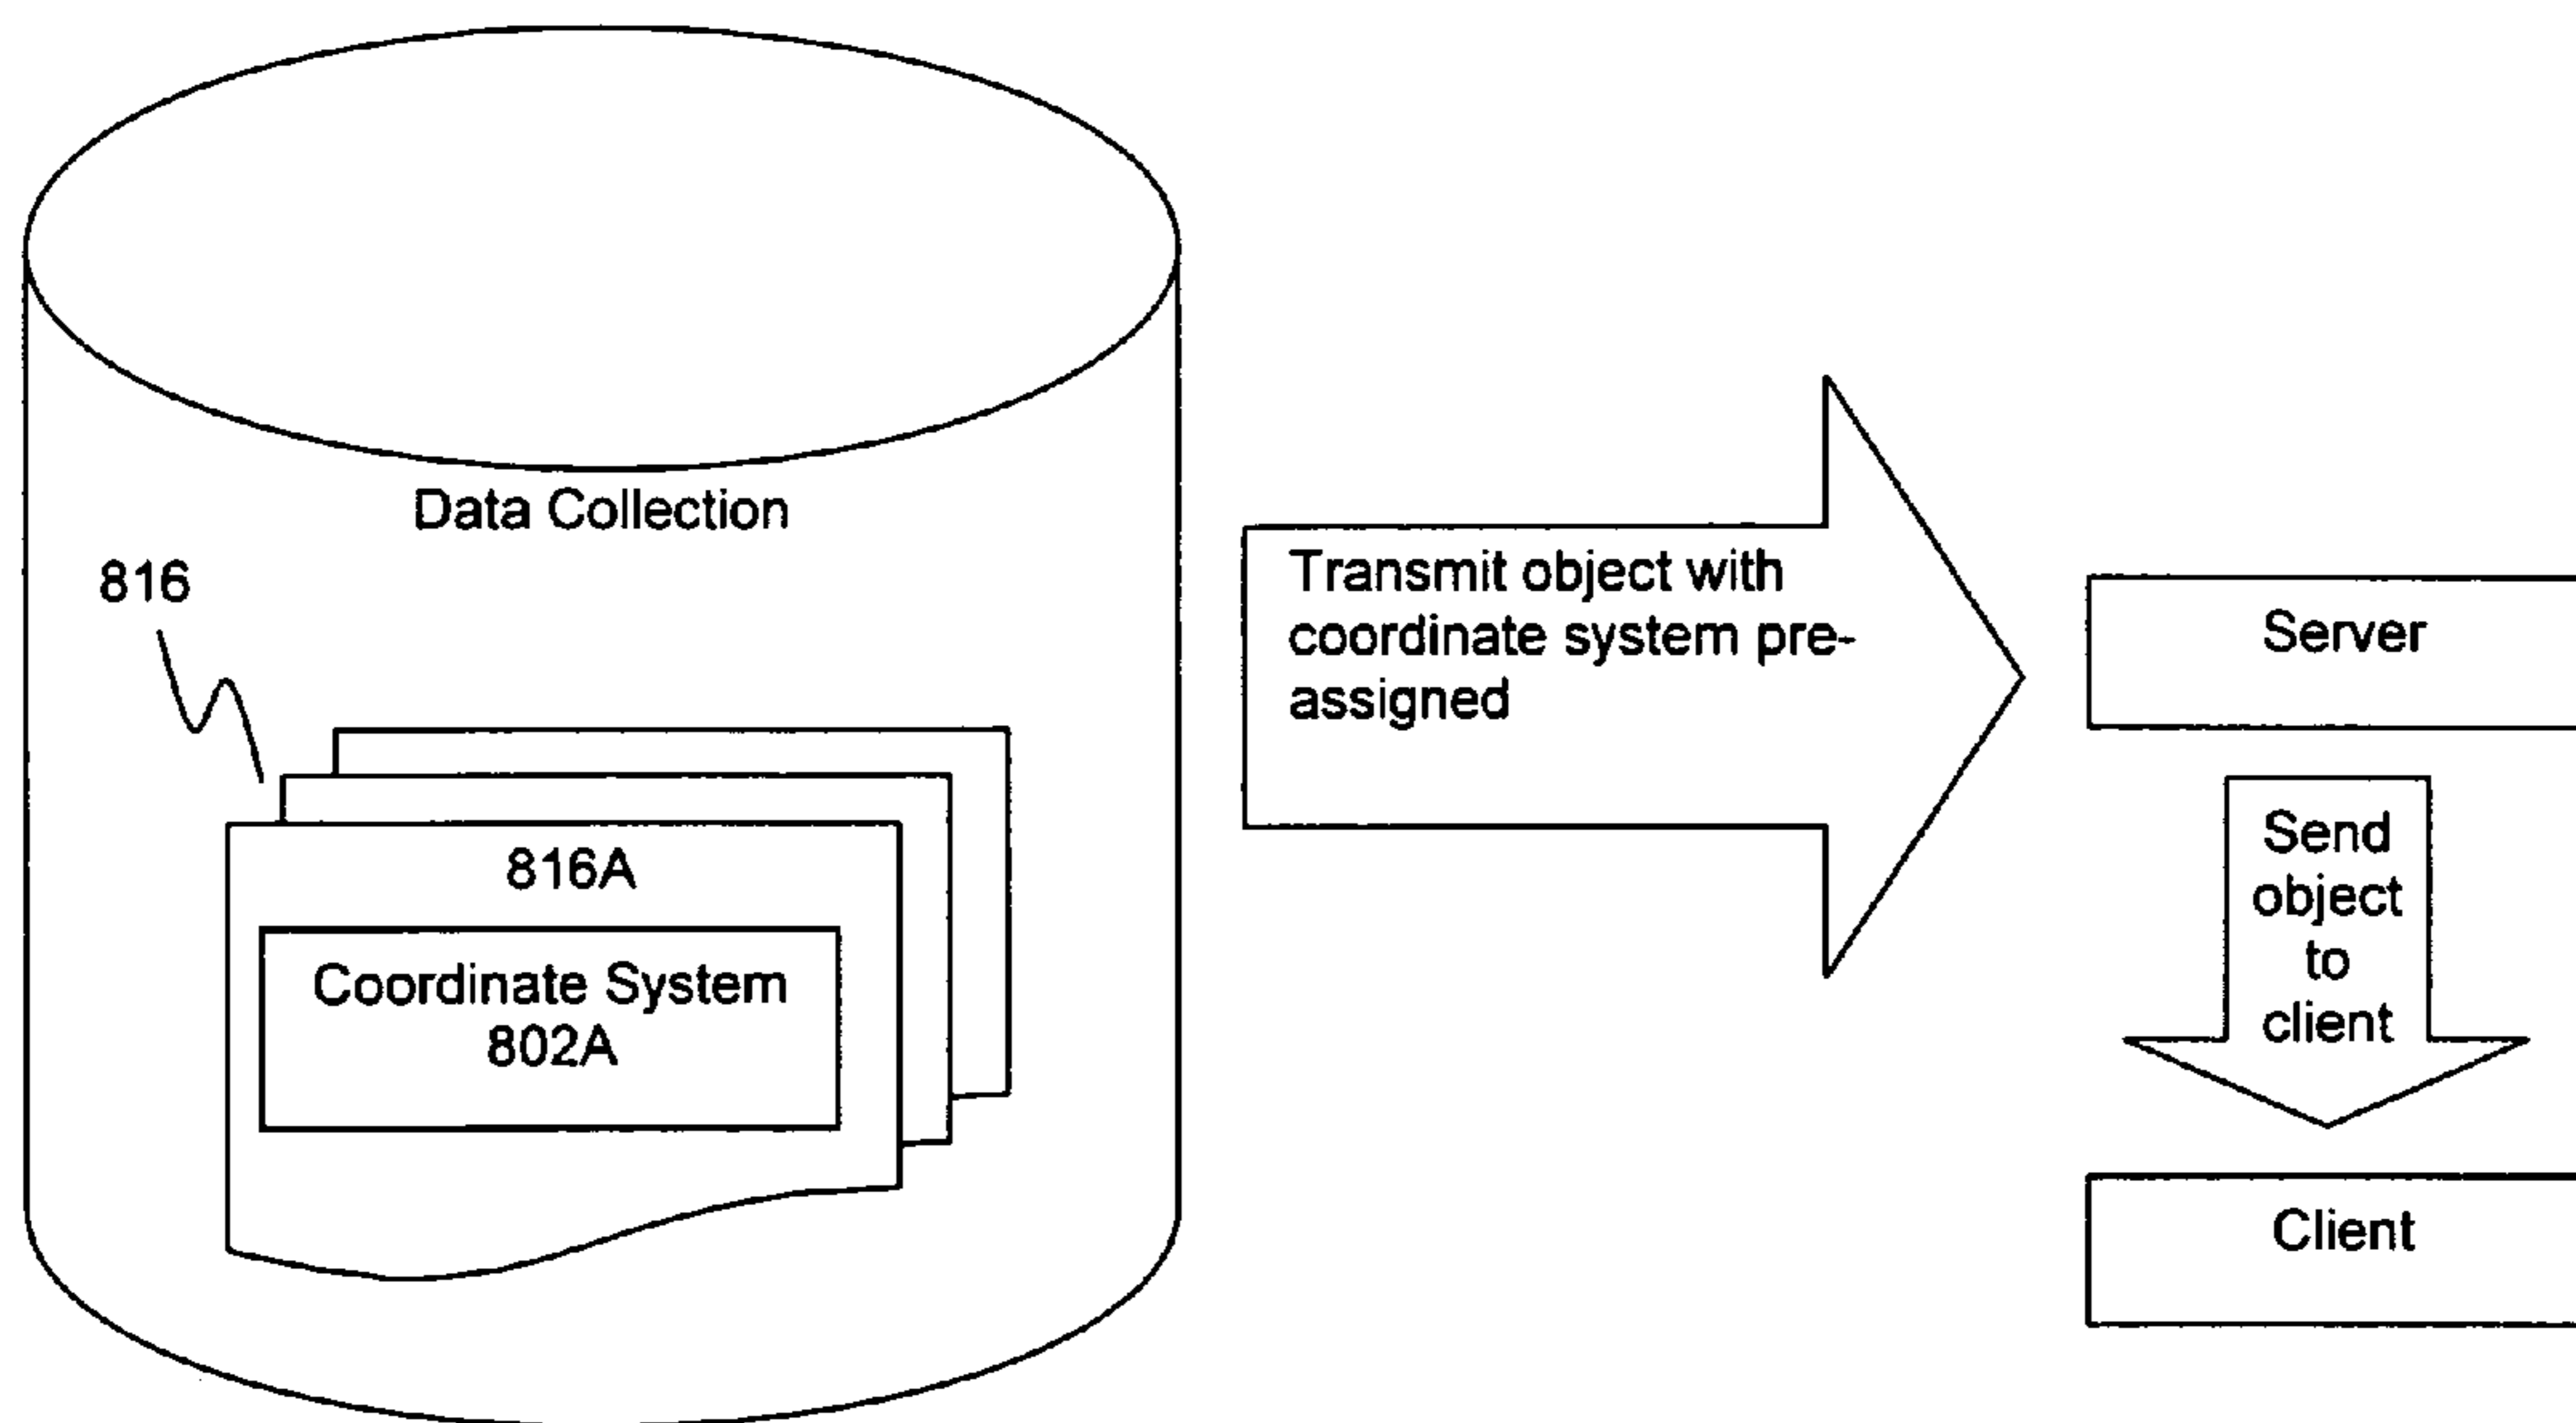 Data Collection
816
816A
Coordinate System
802A
Transmit object with
coordinate system pre-
assigned
Server
Send
object
to
client
Client